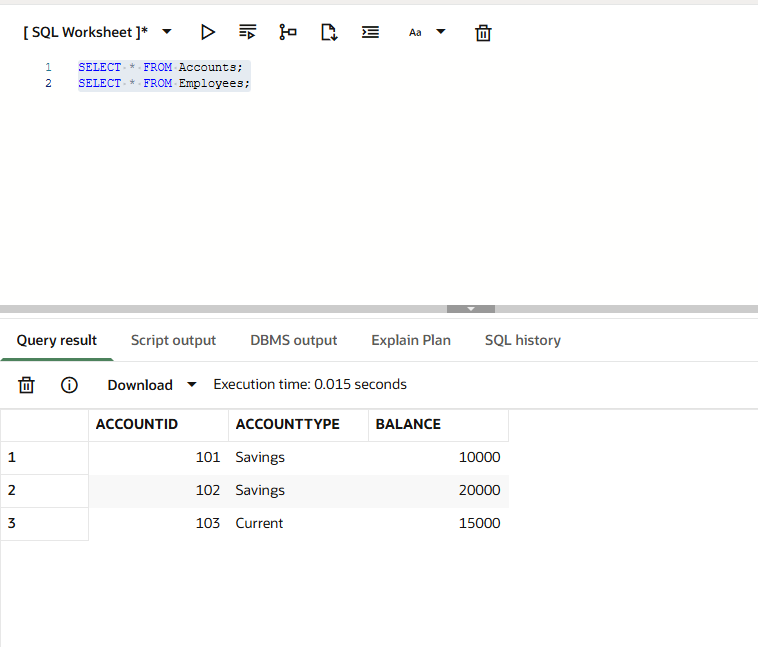 [ SQL Worksheet ]*
Aa
1 SELECT * FROM Accounts;
2 SELECT * FROM Employees;
Query result Script output DBMS output Explain Plan SQL history
Download Execution time: 0.015 seconds
ACCOUNTID ACCOUNTTYPE BALANCE
1 101 Savings 10000
2 102 Savings 20000
3 103 Current 15000